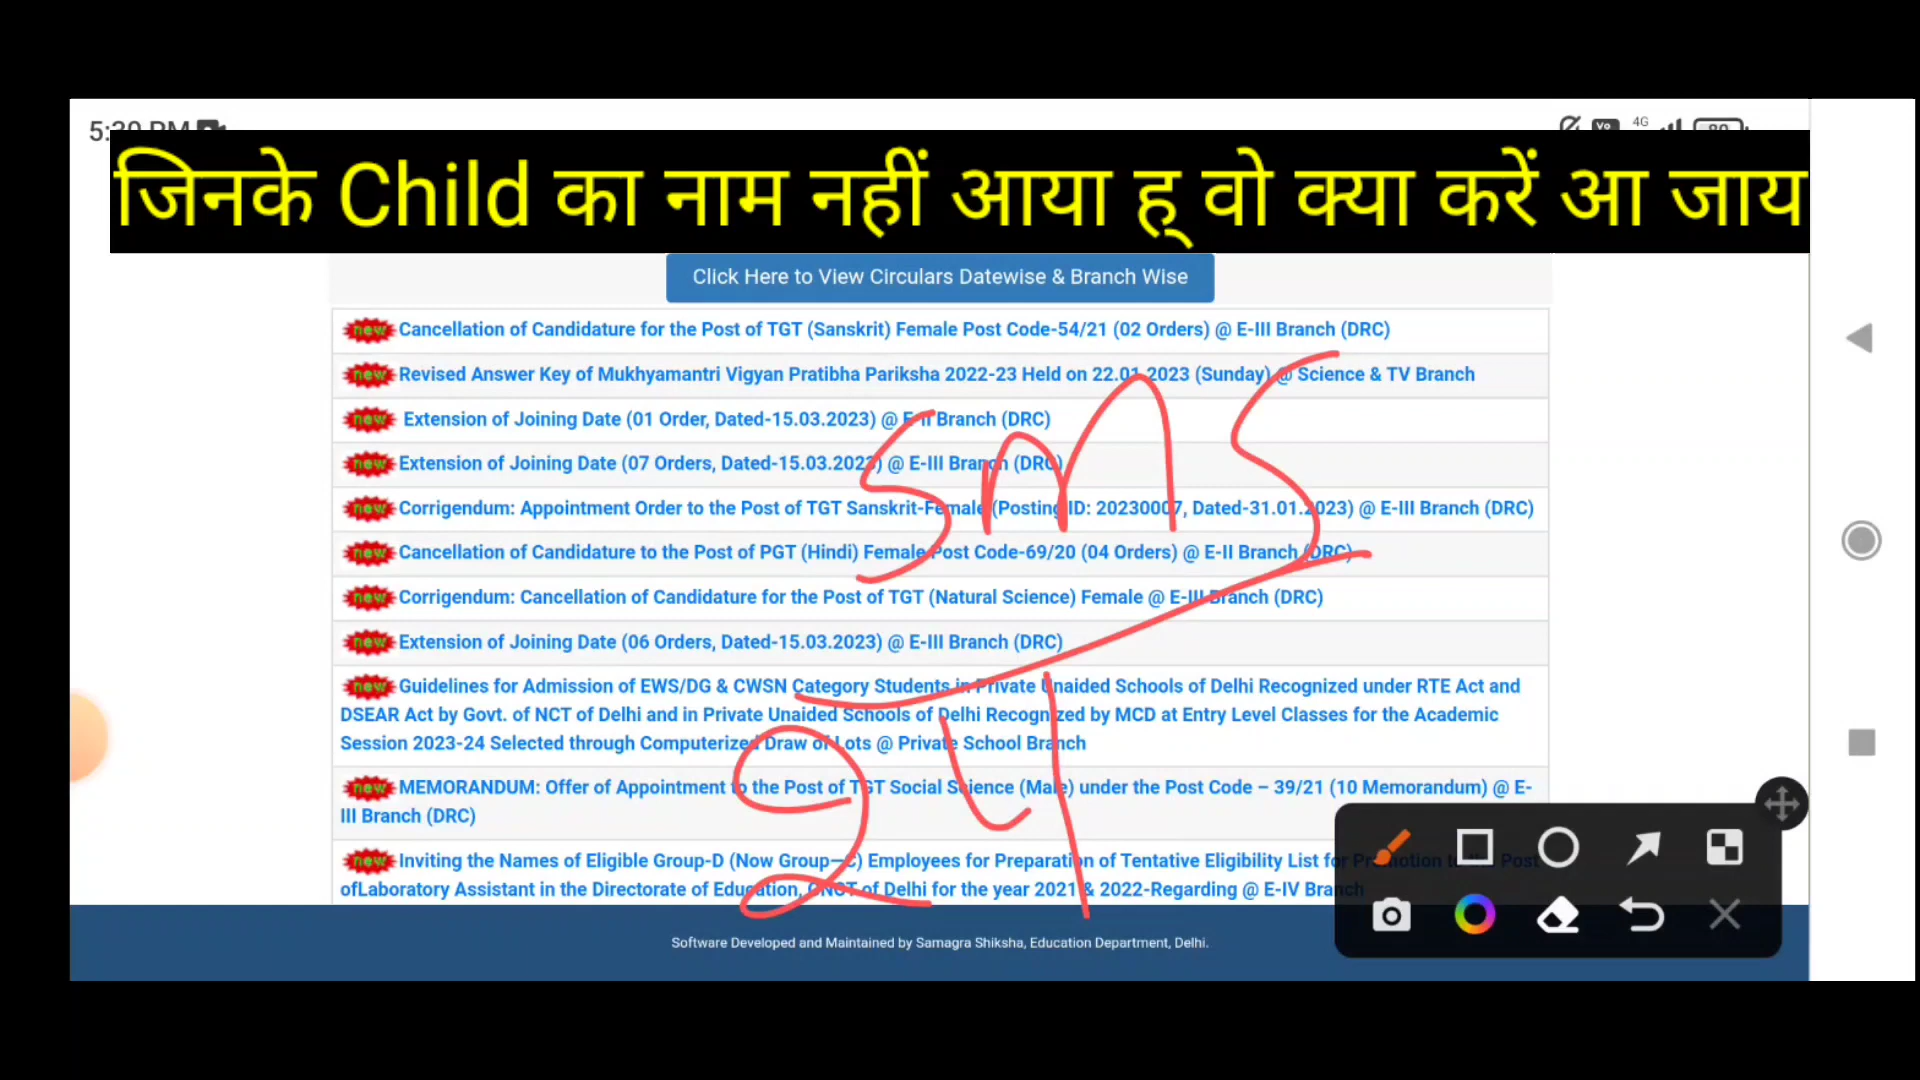 जिनके Child का नाम नहीं आया ह् वो क्या करें आ जाय
4G
Click Here to View Circulars Datewise & Branch Wise
new Cancellation of Candidature for the Post of TGT (Sanskrit) Female Post Code-54/21 (02 Orders) @ E-III Branch (DRC)
new Revised Answer Key of Mukhyamantri Vigyan Pratibha Pariksha 2022-23 Held on 22.01.2023 (Sunday) @ Science & TV Branch
new Extension of Joining Date (01 Order, Dated-15.03.2023) @ E-II Branch (DRC)
new Extension of Joining Date (07 Orders, Dated-15.03.2023) @ E-III Branch (DRC)
new Corrigendum: Appointment Order to the Post of TGT Sanskrit-Female (Posting ID: 20230007, Dated-31.01.2023) @ E-III Branch (DRC)
new Cancellation of Candidature to the Post of PGT (Hindi) Female Post Code-69/20 (04 Orders) @ E-II Branch (DRC)
new Corrigendum: Cancellation of Candidature for the Post of TGT (Natural Science) Female @ E-III Branch (DRC)
new Extension of Joining Date (06 Orders, Dated-15.03.2023) @ E-III Branch (DRC)
new Guidelines for Admission of EWS/DG & CWSN Category Students in Private Unaided Schools of Delhi Recognized under RTE Act and
DSEAR Act by Govt. of NCT of Delhi and in Private Unaided Schools of Delhi Recognized by MCD at Entry Level Classes for the Academic
Session 2023-24 Selected through Computerized Draw of Lots @ Private School Branch
new MEMORANDUM: Offer of Appointment to the Post of TGT Social Science (Male) under the Post Code – 39/21 (10 Memorandum) @ E-
III Branch (DRC)
new Inviting the Names of Eligible Group-D (Now Group—C) Employees for Preparation of Tentative Eligibility List for Promotion to the Post
ofLaboratory Assistant in the Directorate of Education, GNCT of Delhi for the year 2021 & 2022-Regarding @ E-IV Branch
SMS
24
Software Developed and Maintained by Samagra Shiksha, Education Department, Delhi.